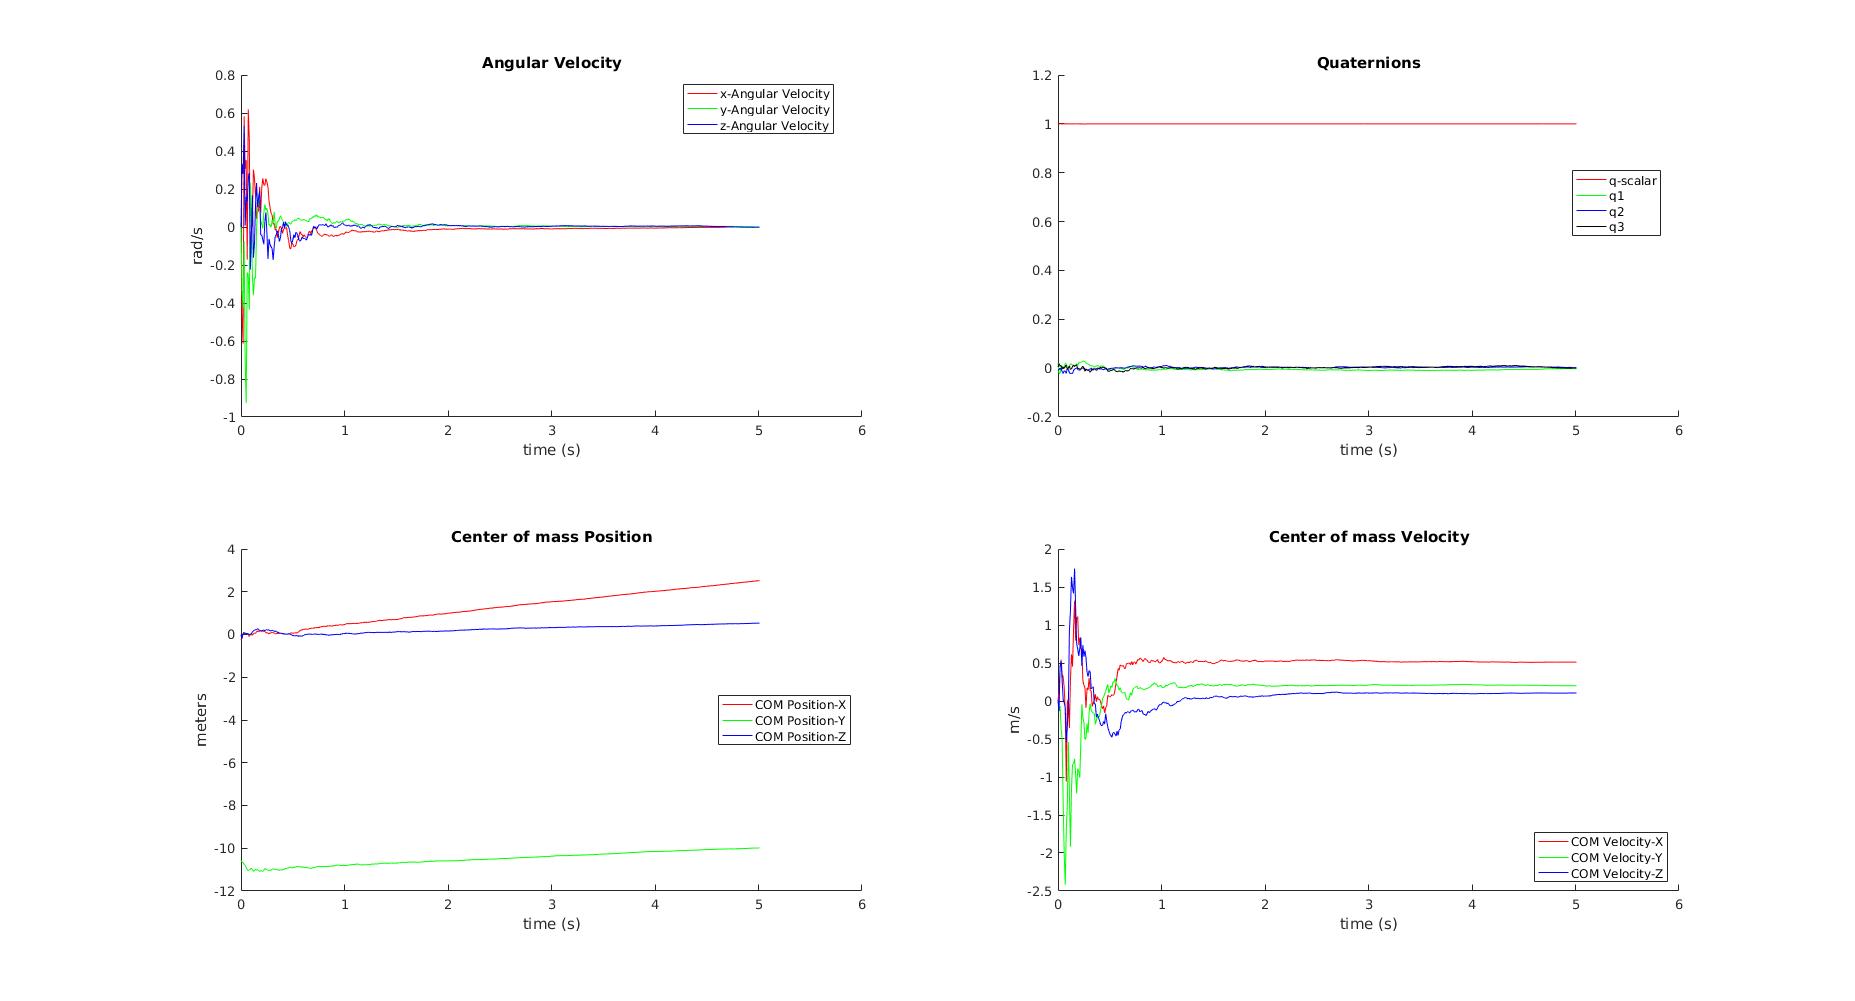 Angular Velocity
0.8
0.6
0.4
0.2
0
-0.2
-0.4
-0.6
-0.8
-1
rad/s
x-Angular Velocity
y-Angular Velocity
z-Angular Velocity
0 1 2 3 4 5 6
time (s)
Quaternions
1.2
1
0.8
0.6
0.4
0.2
0
-0.2
q-scalar
q1
q2
q3
0 1 2 3 4 5 6
time (s)
Center of mass Position
4
2
0
-2
-4
-6
-8
-10
-12
meters
COM Position-X
COM Position-Y
COM Position-Z
0 1 2 3 4 5 6
time (s)
Center of mass Velocity
2
1.5
1
0.5
0
-0.5
-1
-1.5
-2
-2.5
m/s
COM Velocity-X
COM Velocity-Y
COM Velocity-Z
0 1 2 3 4 5 6
time (s)